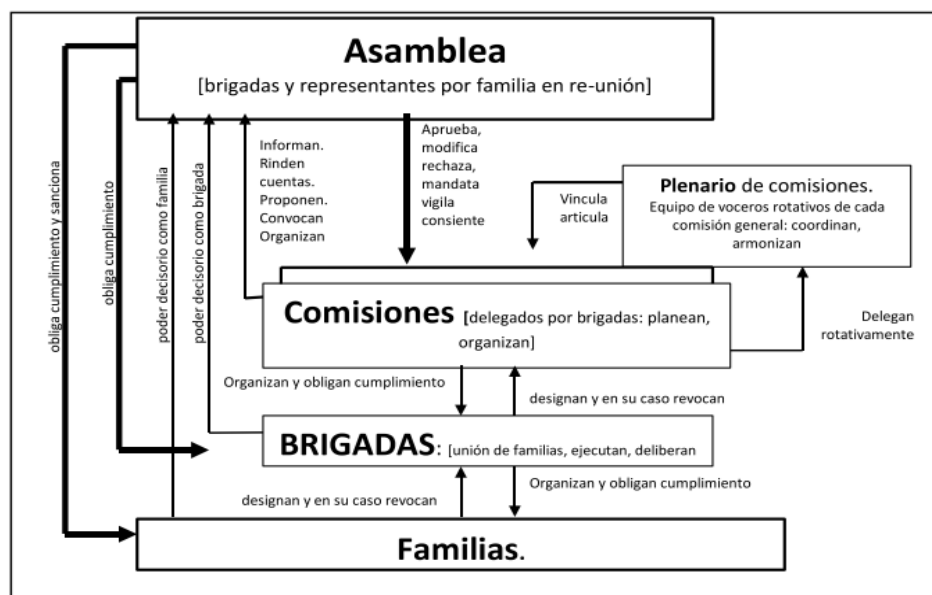 Asamblea
[brigadas y representantes por familia en re-unión]
obliga cumplimiento y sanciona
obliga cumplimiento
poder decisorio como familia
poder decisorio como brigada
Informan.
Rinden
cuentas.
Proponen.
Convocan
Organizan
Aprueba,
modifica
rechaza,
mandata
vigila
consiente
Vincula
articula
Plenario de comisiones.
Equipo de voceros rotativos de cada
comisión general: coordinan,
armonizan
Delegan
rotativamente
Comisiones [delegados por brigadas: planean,
organizan]
Organizan y obligan cumplimiento
designan y en su caso revocan
BRIGADAS: [unión de familias, ejecutan, deliberan
designan y en su caso revocan
Organizan y obligan cumplimiento
Familias.